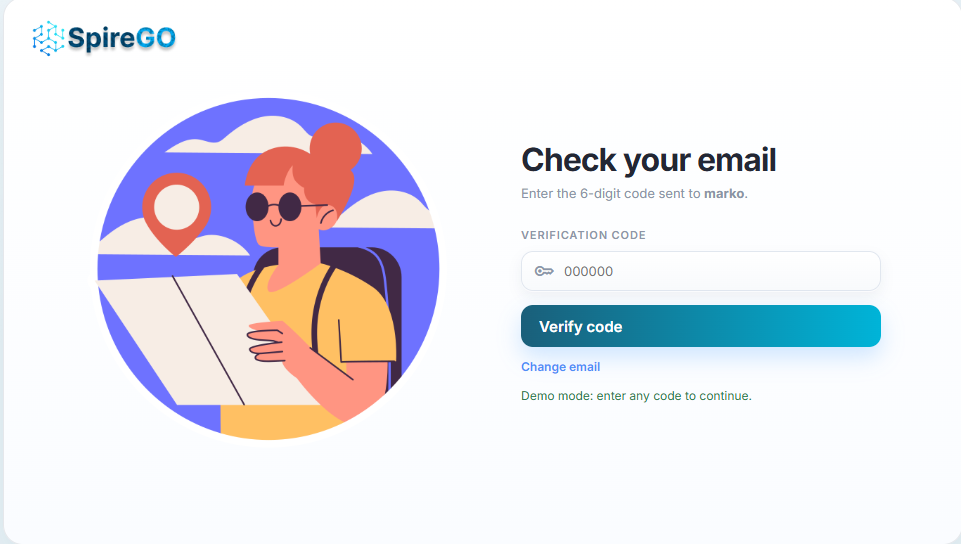 SpireGO
Check your email
Enter the 6-digit code sent to marko.
VERIFICATION CODE
000000
Verify code
Change email
Demo mode: enter any code to continue.